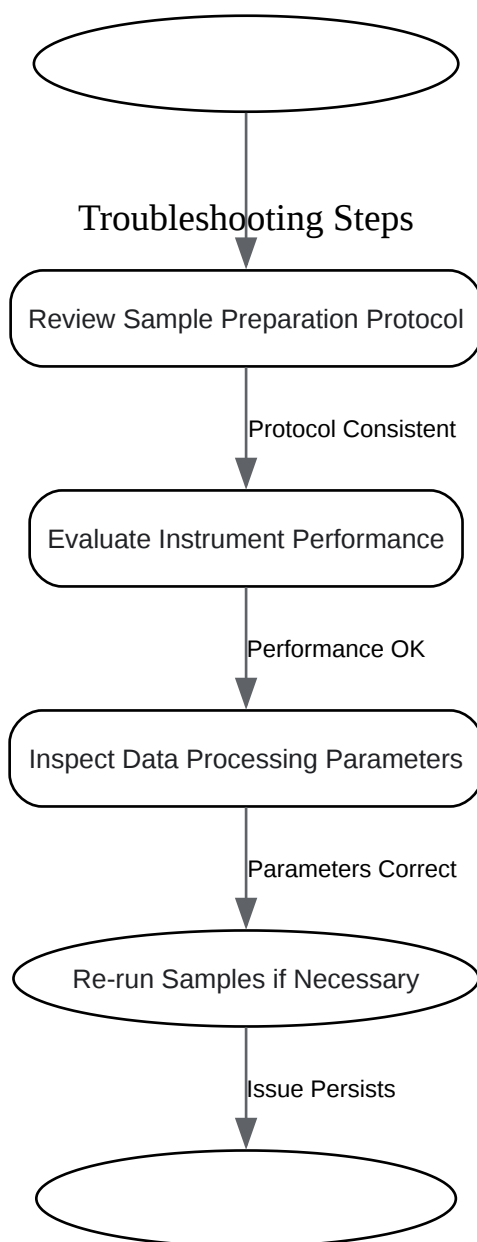 Troubleshooting Steps
Review Sample Preparation Protocol
Protocol Consistent
Evaluate Instrument Performance
Performance OK
Inspect Data Processing Parameters
Parameters Correct
Re-run Samples if Necessary
Issue Persists